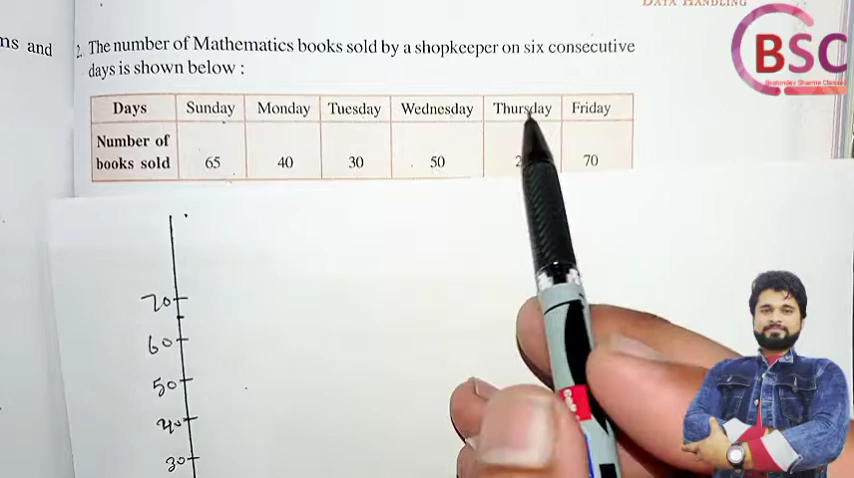 DATA HANDLING
ns and
2. The number of Mathematics books sold by a shopkeeper on six consecutive
days is shown below :
Days Sunday Monday Tuesday Wednesday Thursday Friday
Number of
books sold 65 40 30 50 2 70
BSC
70
60
50
40
30